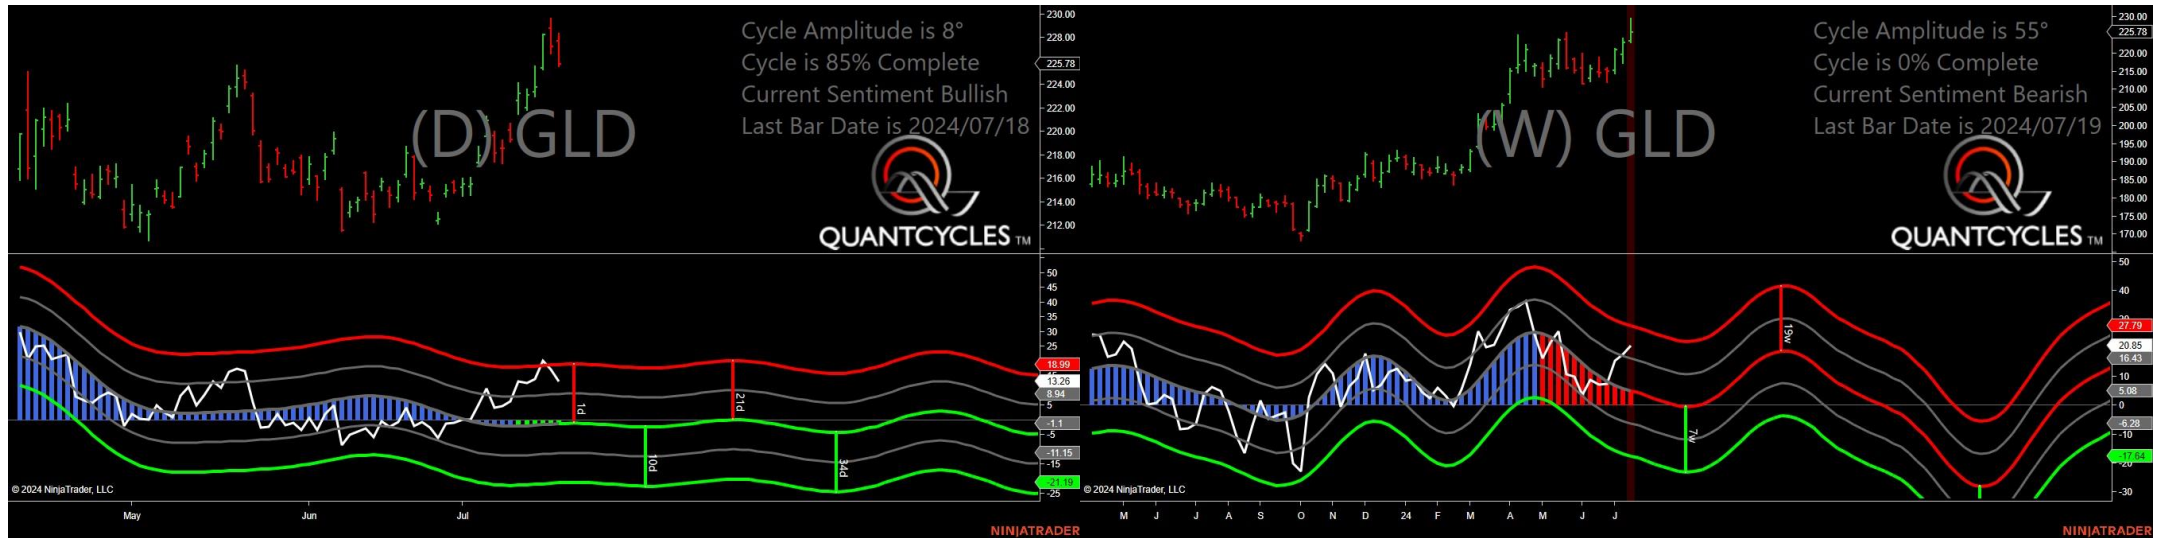 Cycle Amplitude is 8°
Cycle is 85% Complete
Current Sentiment Bullish
Last Bar Date is 2024/07/18
(D) GLD
QUANTCYCLES TM
230.00
228.00
225.78
224.00
222.00
220.00
218.00
216.00
214.00
212.00
50
45
40
35
30
25
18.99
13.26
8.94
5
-1.1
-5
-11.15
-15
-21.19
-25
1d
21d
10d
34d
© 2024 NinjaTrader, LLC
May Jun Jul
NINJATRADER
Cycle Amplitude is 55°
Cycle is 0% Complete
Current Sentiment Bearish
Last Bar Date is 2024/07/19
(W) GLD
QUANTCYCLES TM
230.00
225.78
220.00
215.00
210.00
205.00
200.00
195.00
190.00
185.00
180.00
175.00
170.00
50
40
27.79
20.85
16.43
10
5.08
0
-6.28
-10
-17.64
-30
19w
7w
© 2024 NinjaTrader, LLC
M J J A S O N D 24 F M A M J J
NINJATRADER